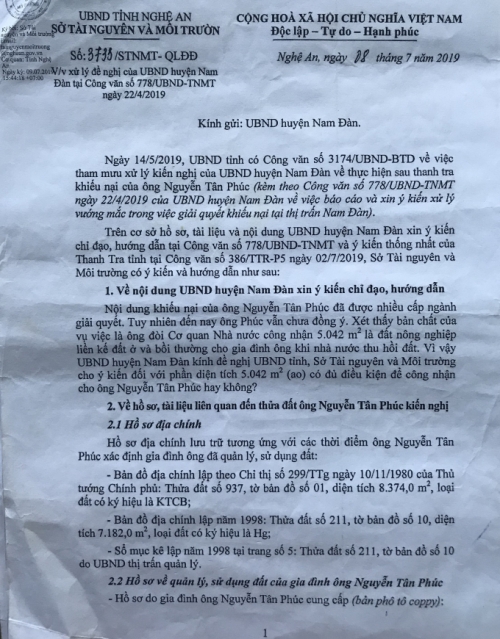 UBND TỈNH NGHỆ AN
SỞ TÀI NGUYÊN VÀ MÔI TRƯỜN
CỘNG HOÀ XÃ HỘI CHỦ NGHĨA VIỆT NAM
Độc lập – Tự do – Hạnh phúc
Số: /STNMT- QLĐĐ
V/v xử lý đề nghị của UBND huyện Nam
Đàn tại Công văn số 778/UBND-TNMT
ngày 22/4/2019
Nghệ An, ngày 08 tháng 7 năm 2019
Kính gửi: UBND huyện Nam Đàn.
Ngày 14/5/2019, UBND tỉnh có Công văn số 3174/UBND-BTD về việc
tham mưu xử lý kiến nghị của UBND huyện Nam Đàn về thực hiện sau thanh tra
khiếu nại của ông Nguyễn Tân Phúc (kèm theo Công văn số 778/UBND-TNMT
ngày 22/4/2019 của UBND huyện Nam Đàn về việc báo cáo và xin ý kiến xử lý
vướng mắc trong việc giải quyết khiếu nại tại thị trấn Nam Đàn).
Trên cơ sở hồ sơ, tài liệu và nội dung UBND huyện Nam Đàn xin ý kiến
chỉ đạo, hướng dẫn tại Công văn số 778/UBND-TNMT và ý kiến thống nhất của
Thanh Tra tỉnh tại Công văn số 386/TTR-P5 ngày 02/7/2019, Sở Tài nguyên và
Môi trường có ý kiến và hướng dẫn như sau:
1. Về nội dung UBND huyện Nam Đàn xin ý kiến chỉ đạo, hướng dẫn
Nội dung khiếu nại của ông Nguyễn Tân Phúc đã được nhiều cấp ngành
giải quyết. Tuy nhiên đến nay ông Phúc vẫn chưa đồng ý. Xét thấy bản chất của
vụ việc là ông đòi Cơ quan Nhà nước công nhận 5.042 m² là đất nông nghiệp
liền kề đất ở và bồi thường cho gia đình ông khi nhà nước thu hồi đất. Vì vậy
UBND huyện Nam Đàn kính đề nghị UBND tỉnh, Sở Tài nguyên và Môi trường
cho ý kiến đối với phần diện tích 5.042 m² (ao) có đủ điều kiện để công nhận
cho ông Nguyễn Tân Phúc hay không?
2. Về hồ sơ, tài liệu liên quan đến thửa đất ông Nguyễn Tân Phúc kiến nghị
2.1 Hồ sơ địa chính
Hồ sơ địa chính lưu trữ tương ứng với các thời điểm ông Nguyễn Tân
Phúc xác định gia đình ông đã quản lý, sử dụng đất:
- Bản đồ địa chính lập theo Chỉ thị số 299/TTg ngày 10/11/1980 của Thủ
tướng Chính phủ: Thửa đất số 937, tờ bản đồ số 01, diện tích 8.374,0 m², loại
đất có ký hiệu là KTCB;
- Bản đồ địa chính lập năm 1998: Thửa đất số 211, tờ bản đồ số 10, diện
tích 7.182,0 m², loại đất có ký hiệu là Hg;
- Sổ mục kê lập năm 1998 tại trang số 5: Thửa đất số 211, tờ bản đồ số 10
do UBND thị trấn quản lý.
2.2 Hồ sơ về quản lý, sử dụng đất của gia đình ông Nguyễn Tân Phúc
- Hồ sơ do gia đình ông Nguyễn Tân Phúc cung cấp (bản phô tô coppy):
1